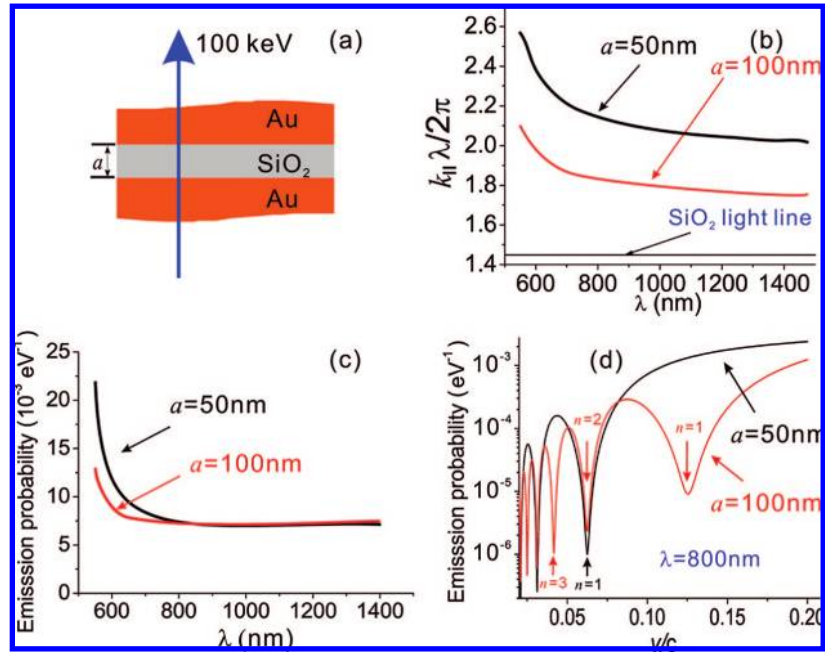 100 keV
(a)
Au
a
SiO₂
Au
(b)
2.6
2.4
2.2
2.0
1.8
1.6
1.4
k∥ λ/2π
a=50nm
a=100nm
SiO₂ light line
600 800 1000 1200 1400
λ (nm)
(c)
25
20
15
10
7.5
5
0
Emisssion probability (10⁻³ eV⁻¹)
a=50nm
a=100nm
600 800 1000 1200 1400
λ (nm)
(d)
10⁻³
10⁻⁴
10⁻⁵
10⁻⁶
Emission probability (eV⁻¹)
n=2
n=1
a=50nm
a=100nm
n=3
n=1
λ=800nm
0.05 0.10 0.15 0.20
v/c